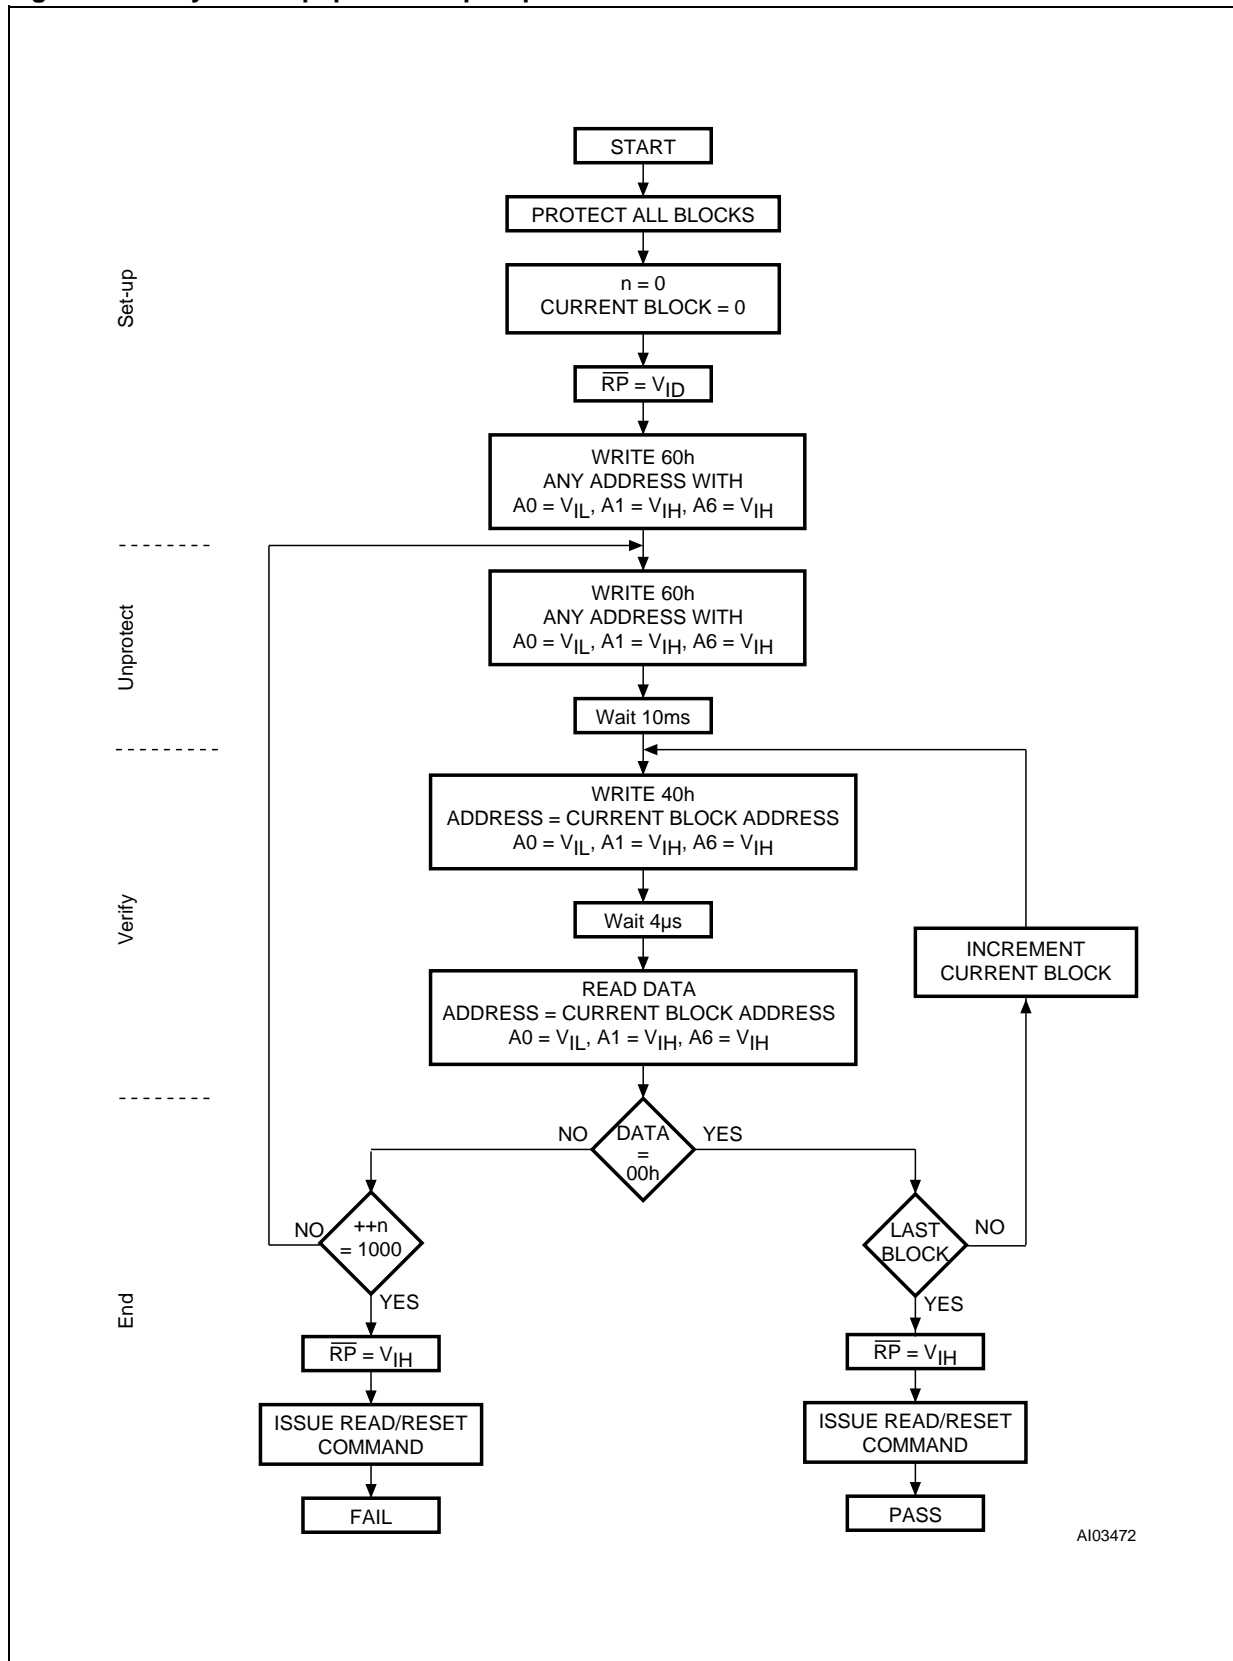 START
PROTECT ALL BLOCKS
Set-up
n = 0
CURRENT BLOCK = 0
RP = VID
WRITE 60h
ANY ADDRESS WITH
A0 = VIL, A1 = VIH, A6 = VIH
Unprotect
WRITE 60h
ANY ADDRESS WITH
A0 = VIL, A1 = VIH, A6 = VIH
Wait 10ms
Verify
WRITE 40h
ADDRESS = CURRENT BLOCK ADDRESS
A0 = VIL, A1 = VIH, A6 = VIH
Wait 4µs
INCREMENT
CURRENT BLOCK
READ DATA
ADDRESS = CURRENT BLOCK ADDRESS
A0 = VIL, A1 = VIH, A6 = VIH
End
NO
DATA
=
00h
YES
NO
++n
= 1000
YES
LAST
BLOCK
NO
YES
RP = VIH
RP = VIH
ISSUE READ/RESET
COMMAND
ISSUE READ/RESET
COMMAND
FAIL
PASS
AI03472